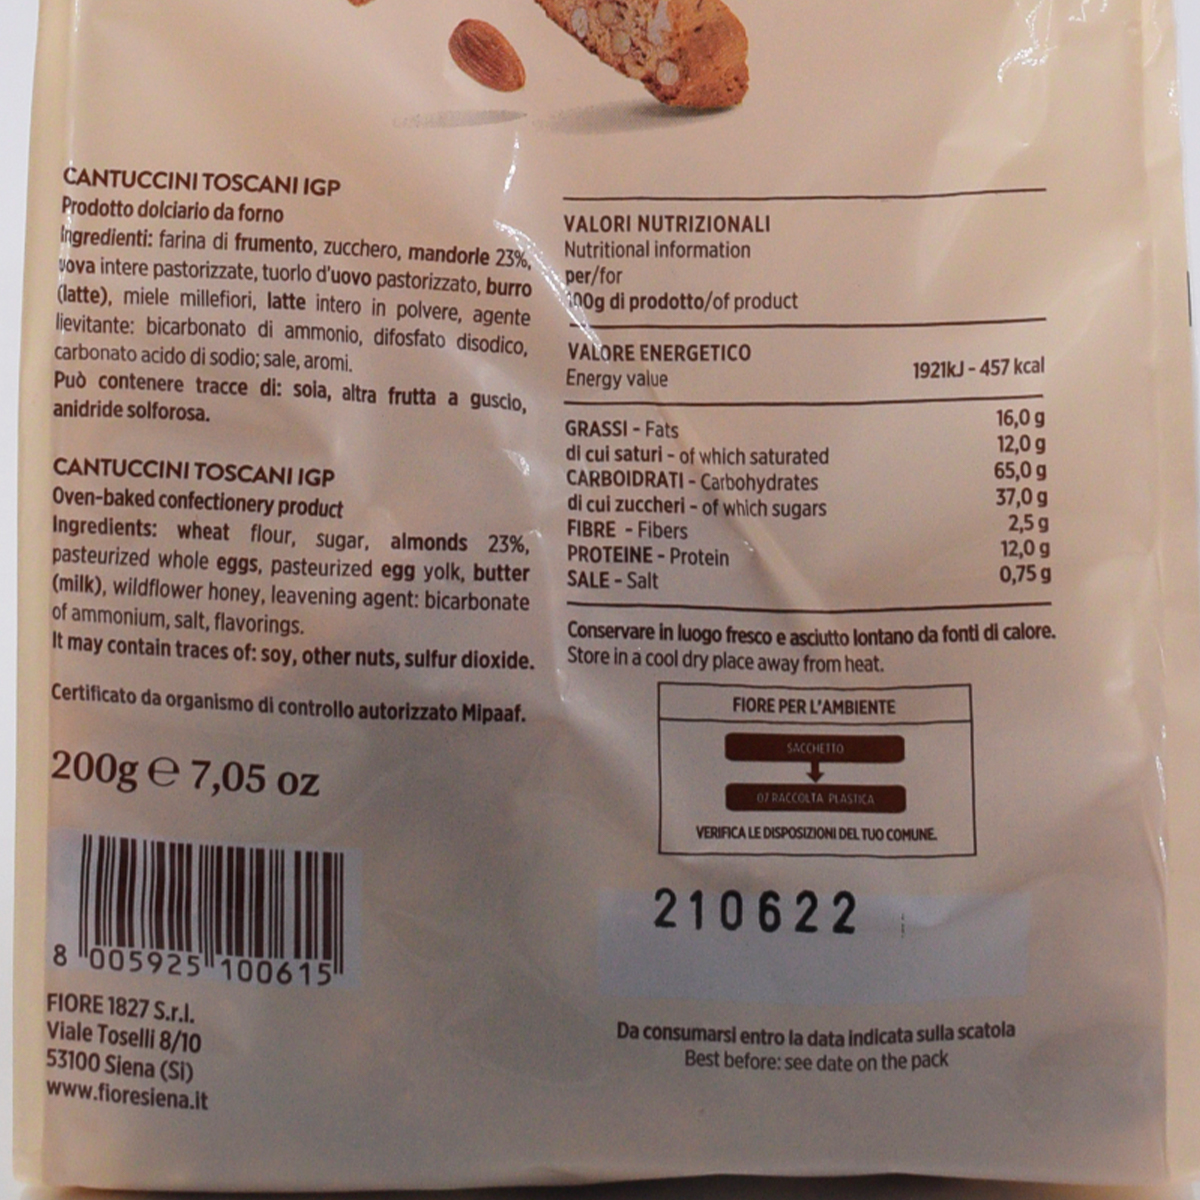 CANTUCCINI TOSCANI IGP
Prodotto dolciario da forno
Ingredienti: farina di frumento, zucchero, mandorle 23%,
uova intere pastorizzate, tuorlo d'uovo pastorizzato, burro
(latte), miele millefiori, latte intero in polvere, agente
lievitante: bicarbonato di ammonio, difosfato disodico,
carbonato acido di sodio; sale, aromi.
Può contenere tracce di: soia, altra frutta a guscio,
anidride solforosa.
CANTUCCINI TOSCANI IGP
Oven-baked confectionery product
Ingredients: wheat flour, sugar, almonds 23%,
pasteurized whole eggs, pasteurized egg yolk, butter
(milk), wildflower honey, leavening agent: bicarbonate
of ammonium, salt, flavorings.
It may contain traces of: soy, other nuts, sulfur dioxide.
Certificato da organismo di controllo autorizzato Mipaaf.
200g e 7,05 oz
8 005925 100615
FIORE 1827 S.r.l.
Viale Toselli 8/10
53100 Siena (Si)
www.fioresiena.it
VALORI NUTRIZIONALI
Nutritional information
per/for
100g di prodotto/of product
VALORE ENERGETICO
Energy value 1921kJ - 457 kcal
GRASSI - Fats 16,0 g
di cui saturi - of which saturated 12,0 g
CARBOIDRATI - Carbohydrates 65,0 g
di cui zuccheri - of which sugars 37,0 g
FIBRE - Fibers 2,5 g
PROTEINE - Protein 12,0 g
SALE - Salt 0,75 g
Conservare in luogo fresco e asciutto lontano da fonti di calore.
Store in a cool dry place away from heat.
FIORE PER L'AMBIENTE
SACCHETTO
07 RACCOLTA PLASTICA
VERIFICA LE DISPOSIZIONI DEL TUO COMUNE.
210622
Da consumarsi entro la data indicata sulla scatola
Best before: see date on the pack